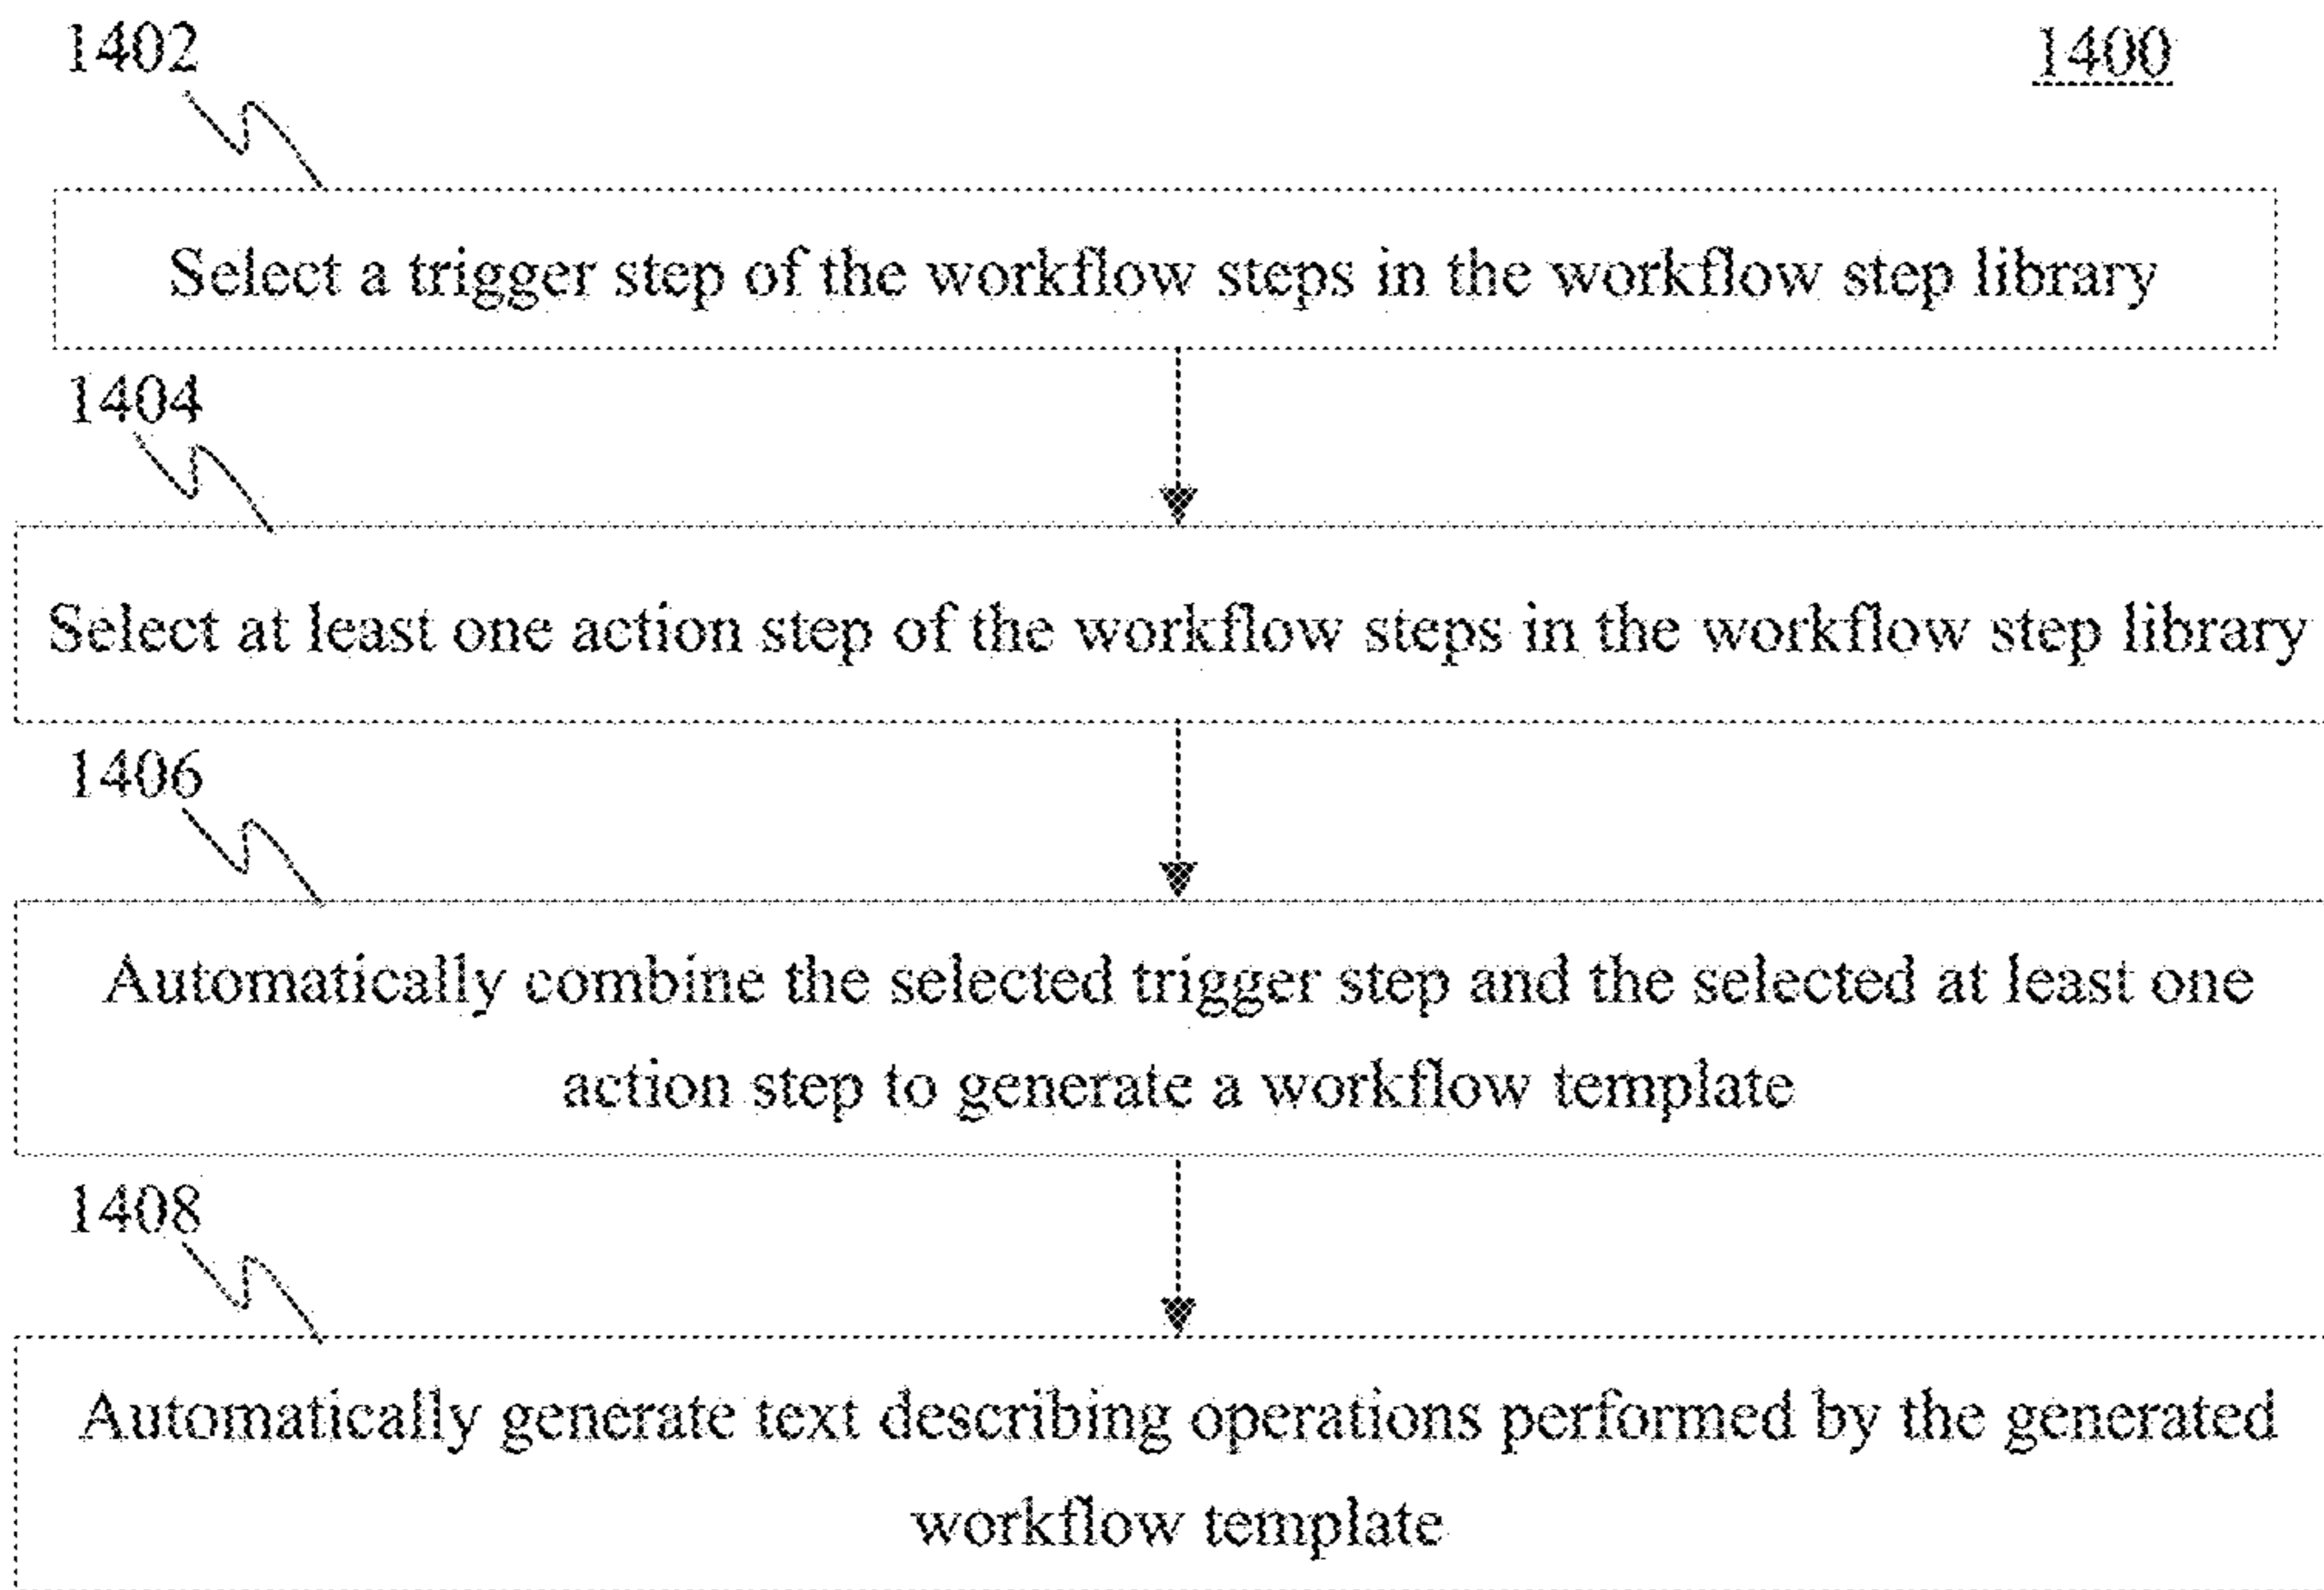 1402
1400
Select a trigger step of the workflow steps in the workflow step library
1404
Select at least one action step of the workflow steps in the workflow step library
1406
Automatically combine the selected trigger step and the selected at least one
action step to generate a workflow template
1408
Automatically generate text describing operations performed by the generated
workflow template